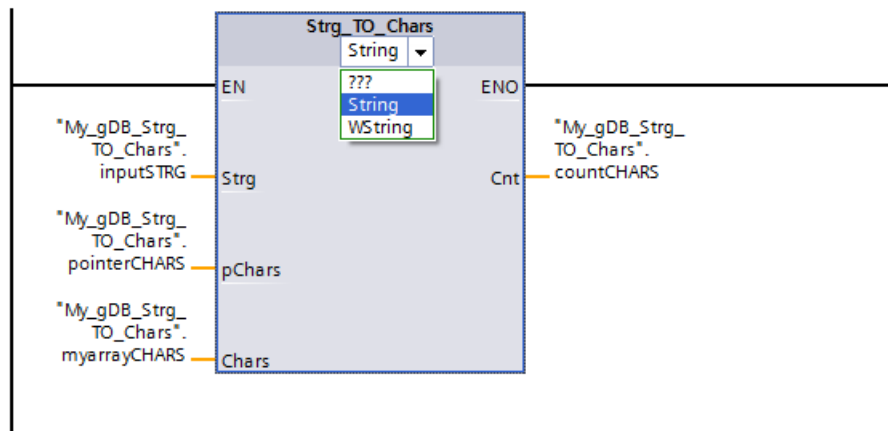 Strg_TO_Chars
String
EN
???
ENO
String
WString
"My_gDB_Strg_
TO_Chars".
inputSTRG
Strg
"My_gDB_Strg_
TO_Chars".
countCHARS
Cnt
"My_gDB_Strg_
TO_Chars".
pointerCHARS
pChars
"My_gDB_Strg_
TO_Chars".
myarrayCHARS
Chars